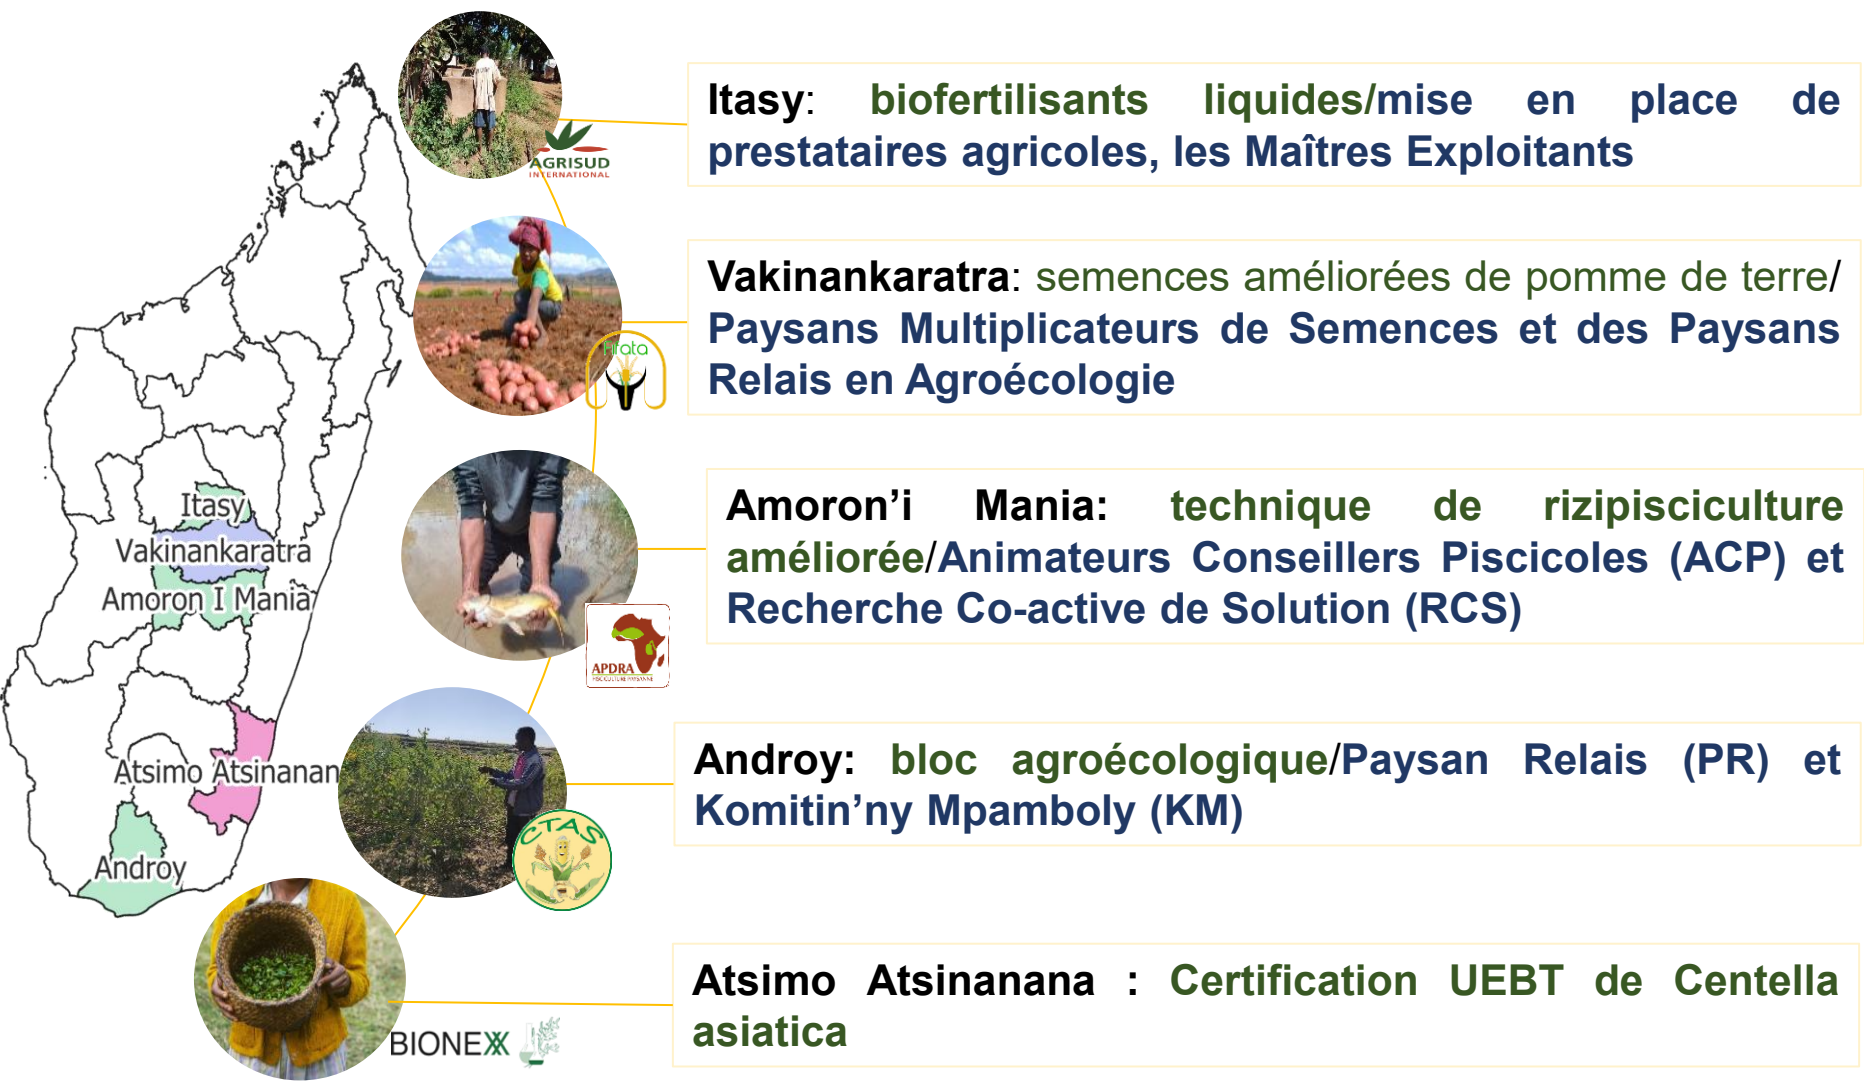 Itasy: biofertilisants liquides/mise en place de
prestataires agricoles, les Maîtres Exploitants
AGRISUD
INTERNATIONAL
Vakinankaratra: semences améliorées de pomme de terre/
Paysans Multiplicateurs de Semences et des Paysans
Relais en Agroécologie
Fifata
Amoron’i Mania: technique de rizipisciculture
améliorée/Animateurs Conseillers Piscicoles (ACP) et
Recherche Co-active de Solution (RCS)
APDRA
PISCICULTURE PAYSANNE
Androy: bloc agroécologique/Paysan Relais (PR) et
Komitin’ny Mpamboly (KM)
CTAS
Atsimo Atsinanana : Certification UEBT de Centella
asiatica
BIONEXX
Itasy
Vakinankaratra
Amoron I Mania
Atsimo Atsinanan
Androy